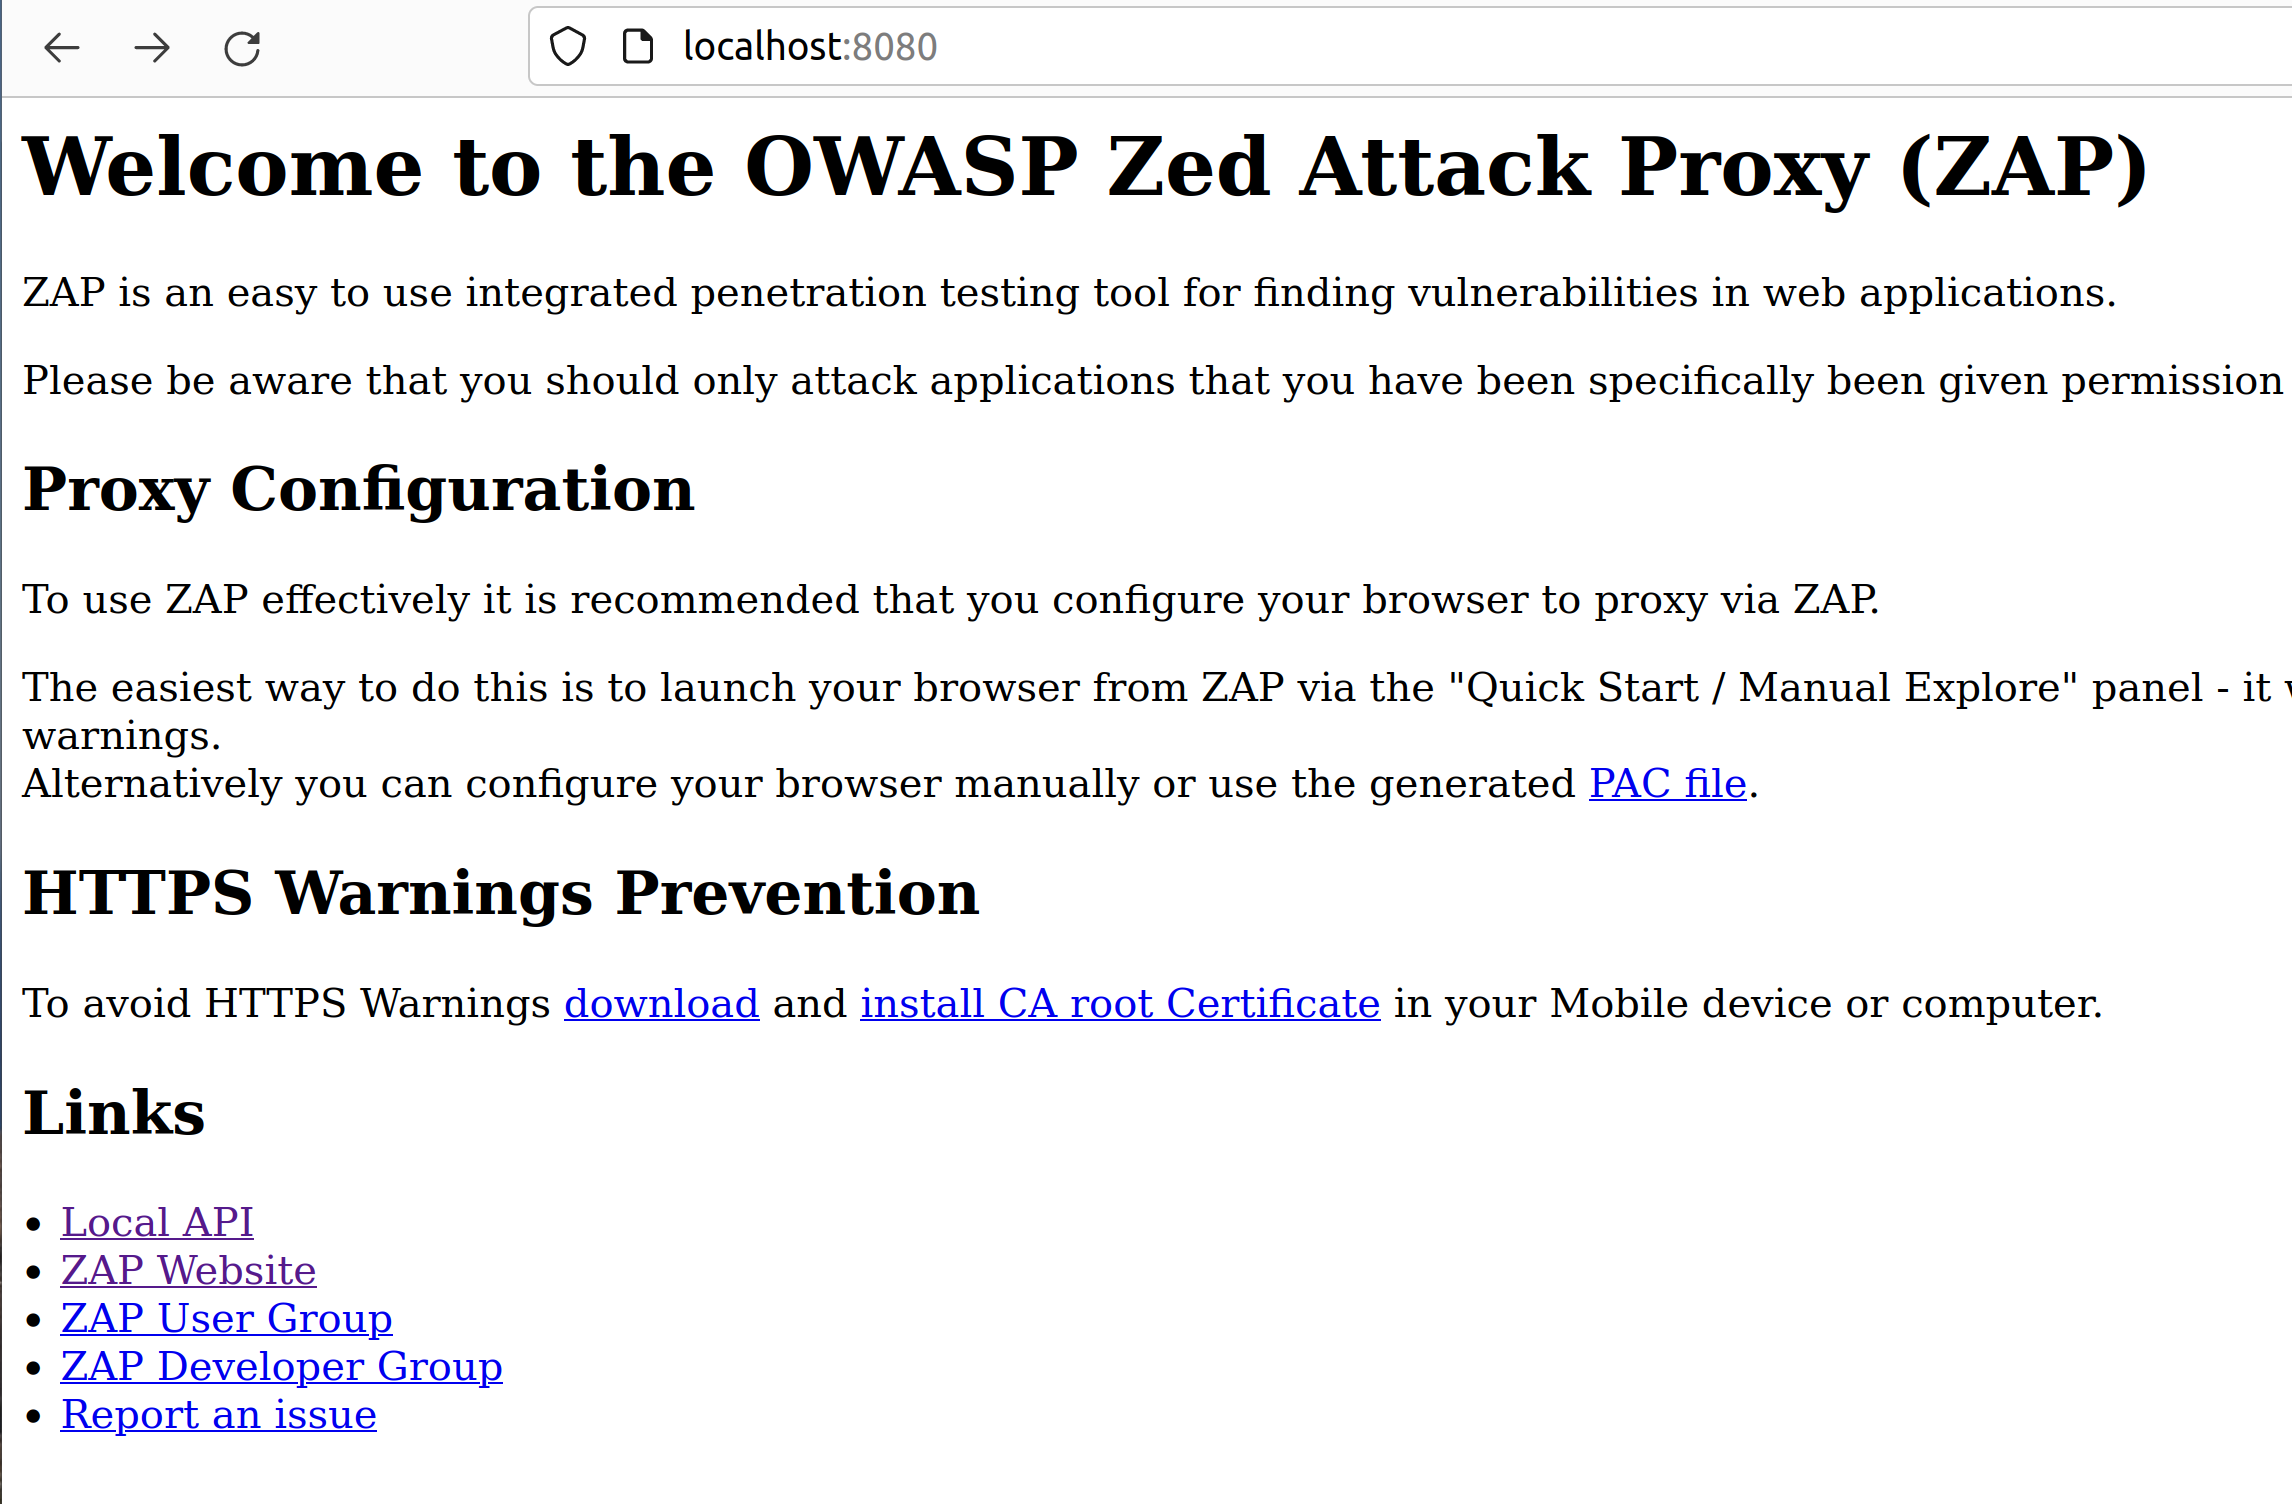 localhost:8080
Welcome to the OWASP Zed Attack Proxy (ZAP)
ZAP is an easy to use integrated penetration testing tool for finding vulnerabilities in web applications.
Please be aware that you should only attack applications that you have been specifically been given permission
Proxy Configuration
To use ZAP effectively it is recommended that you configure your browser to proxy via ZAP.
The easiest way to do this is to launch your browser from ZAP via the "Quick Start / Manual Explore" panel - it
warnings.
Alternatively you can configure your browser manually or use the generated PAC file.
HTTPS Warnings Prevention
To avoid HTTPS Warnings download and install CA root Certificate in your Mobile device or computer.
Links
• Local API
• ZAP Website
• ZAP User Group
• ZAP Developer Group
• Report an issue